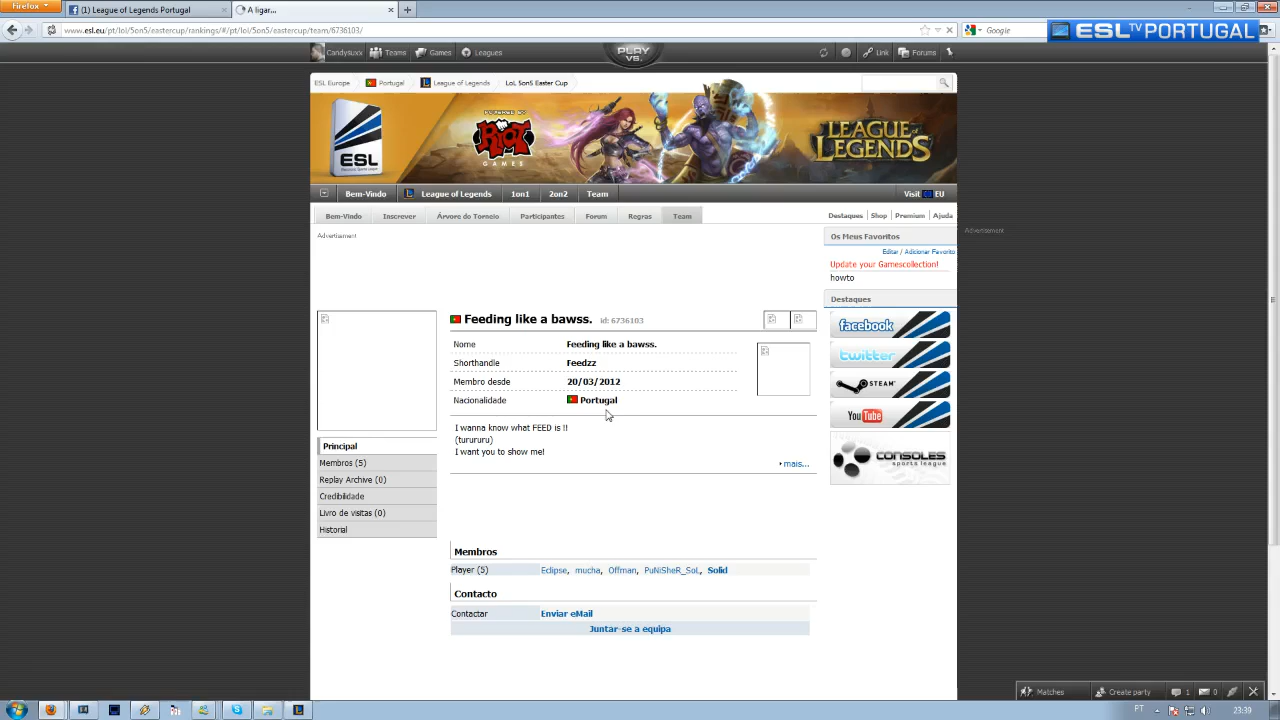 Firefox
(1) League of Legends Portugal
A ligar...
www.esl.eu/pt/lol/5on5/eastercup/rankings/#/pt/lol/5on5/eastercup/team/6736103/
Google
ESL TV PORTUGAL
Candysuxx
Teams
Games
Leagues
PLAY VS.
Link
Forums
ESL Europe
Portugal
League of Legends
LoL 5on5 Easter Cup
ESL
POWERED BY
RIOT
GAMES
LEAGUE of LEGENDS
Bem-Vindo
League of Legends
1on1
2on2
Team
Visit EU
Bem-Vindo
Inscrever
Árvore do Torneio
Participantes
Forum
Regras
Team
Destaques
Shop
Premium
Ajuda
Advertisement
Os Meus Favoritos
Advertisement
Editar / Adicionar Favorito
Update your Gamescollection!
howto
Destaques
facebook
twitter
STEAM
YouTube
CONSOLES
sports league
Feeding like a bawss. id: 6736103
Nome Feeding like a bawss.
Shorthandle Feedzz
Membro desde 20/03/2012
Nacionalidade Portugal
I wanna know what FEED is !!
(turururu)
I want you to show me!
mais...
Principal
Membros (5)
Replay Archive (0)
Credibilidade
Livro de visitas (0)
Historial
Membros
Player (5) Eclipse, mucha, Offman, PuNiSheR_SoL, Solid
Contacto
Contactar Enviar eMail
Juntar-se a equipa
Matches
Create party
1
0
PT
23:39